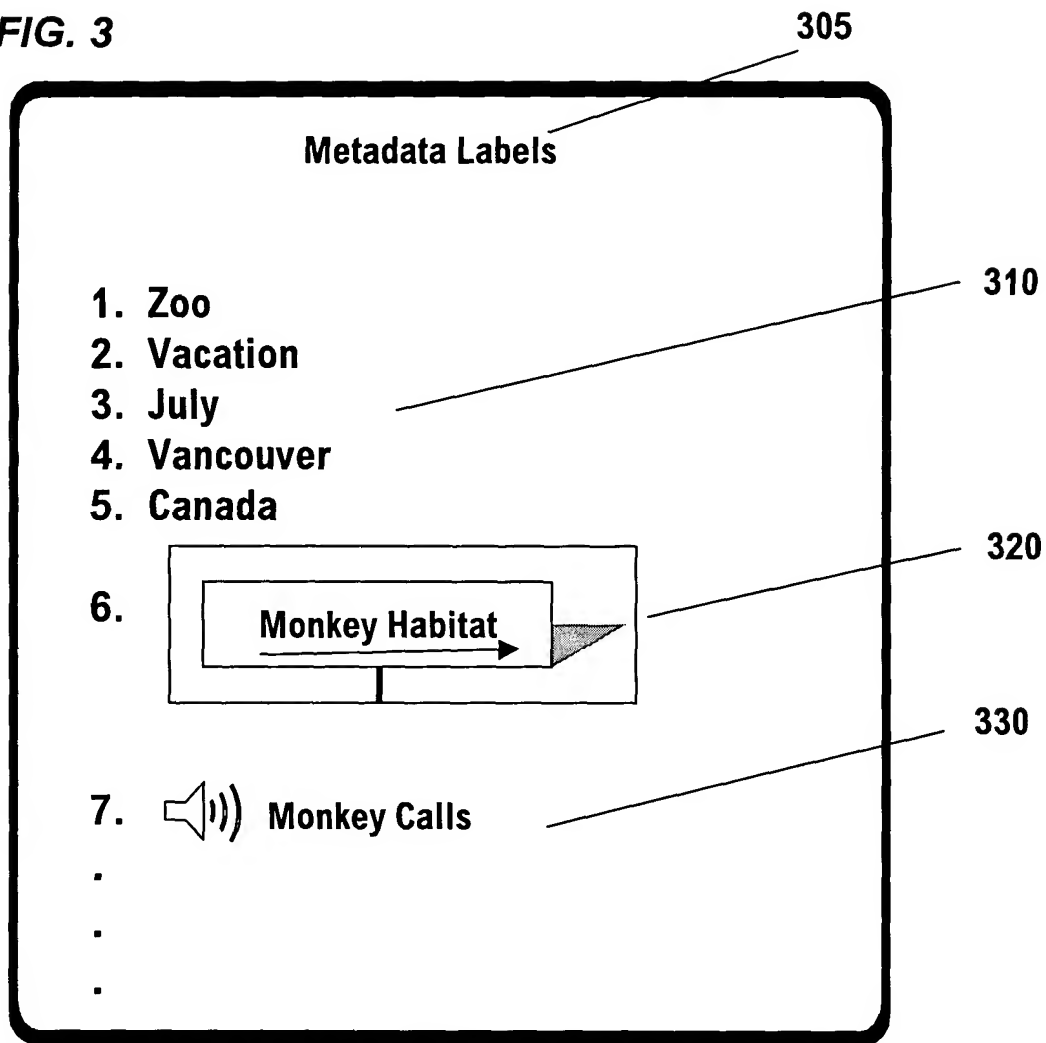 FIG. 3
305
Metadata Labels
310
1. Zoo
2. Vacation
3. July
4. Vancouver
5. Canada
320
6. Monkey Habitat
330
7. Monkey Calls
.
.
.